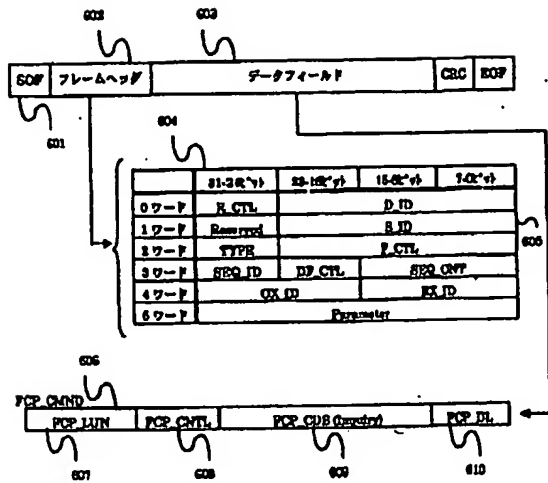 602 603
SOF フレームヘッダ データフィールド CRC EOF
601
604
31-24ビット 23-16ビット 15-8ビット 7-0ビット
0ワード R_CTL D_ID
1ワード Reserved S_ID
2ワード TYPE F_CTL
605
3ワード SEQ_ID DF_CTL SEQ_CNT
4ワード OX_ID RX_ID
5ワード Parameter
606
FCP_CMND
FCP_LUN FCP_CNTL FCP_CDB (Inquiry) FCP_DL
607 608 609 610